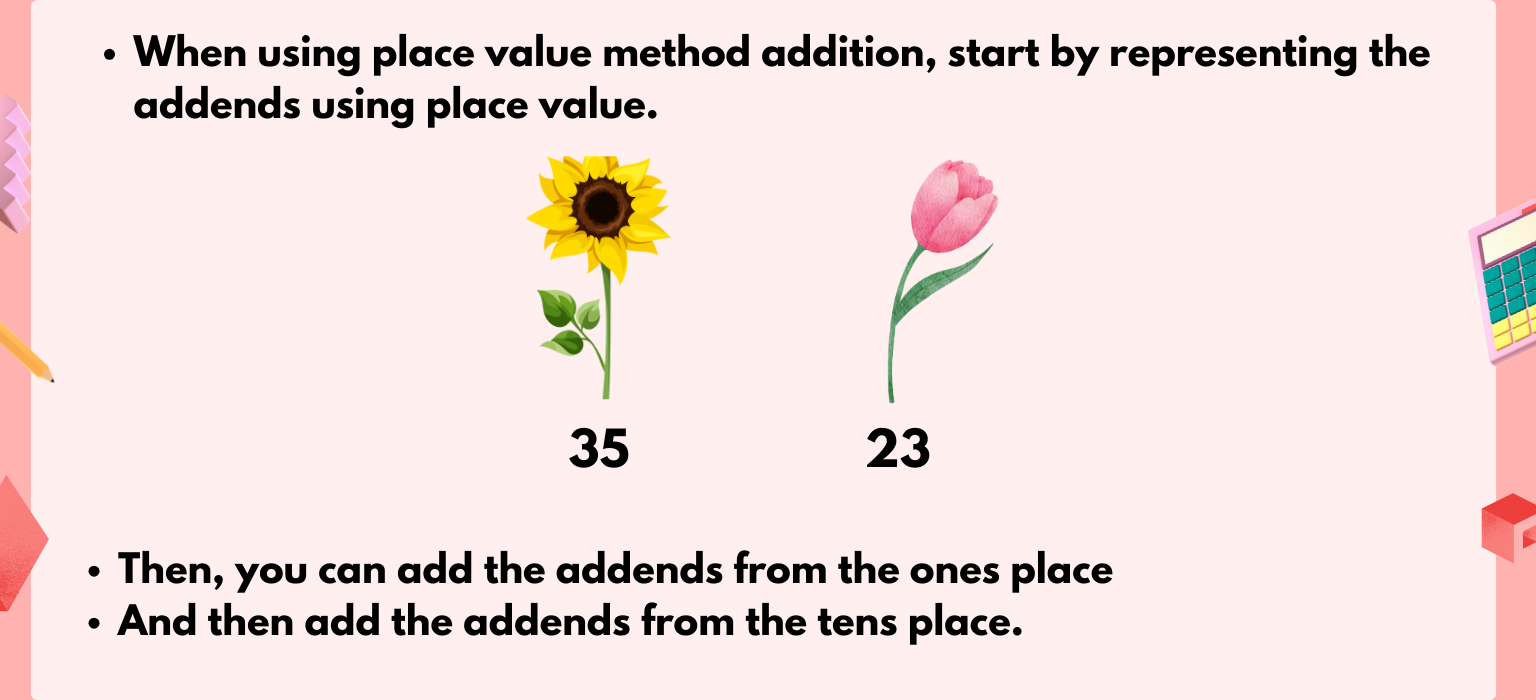 • When using place value method addition, start by representing the
addends using place value.
35 23
• Then, you can add the addends from the ones place
• And then add the addends from the tens place.